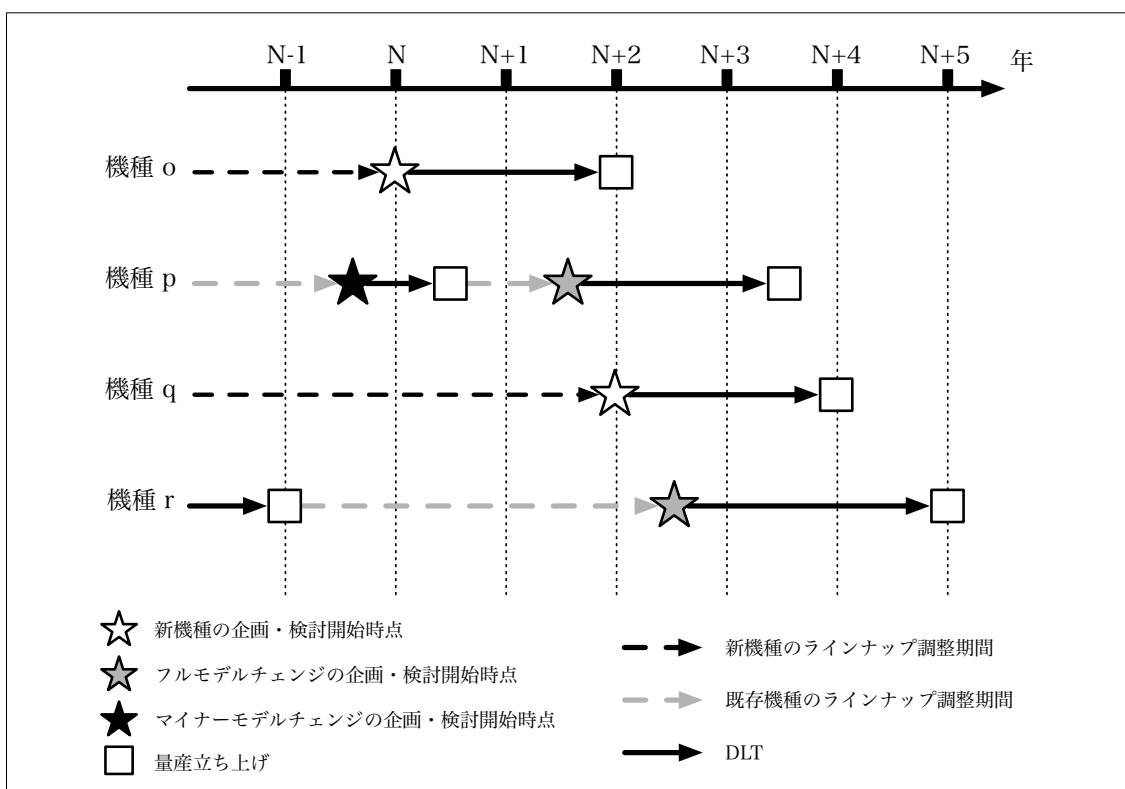 N-1 N N+1 N+2 N+3 N+4 N+5 年
機種 o
機種 p
機種 q
機種 r
新機種の企画・検討開始時点
フルモデルチェンジの企画・検討開始時点
マイナーモデルチェンジの企画・検討開始時点
量産立ち上げ
新機種のラインナップ調整期間
既存機種のラインナップ調整期間
DLT